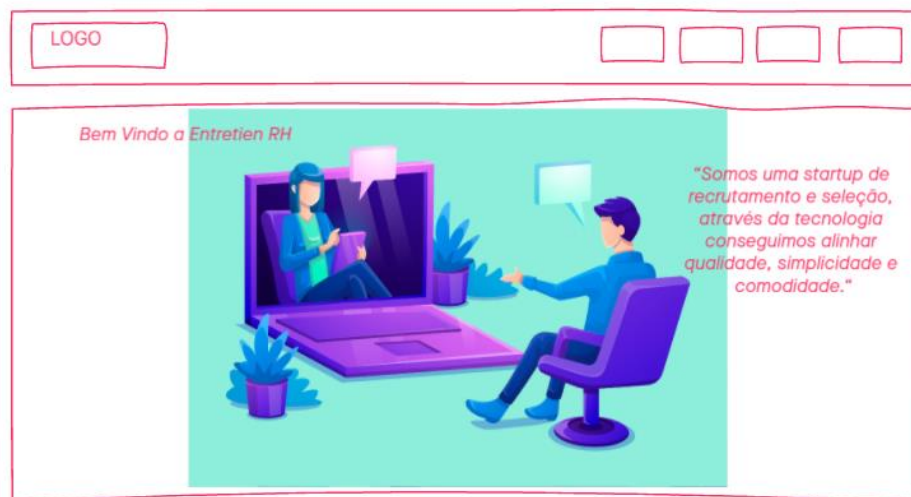 LOGO
Bem Vindo a Entretien RH
“Somos uma startup de
recrutamento e seleção,
através da tecnologia
conseguimos alinhar
qualidade, simplicidade e
comodidade.“